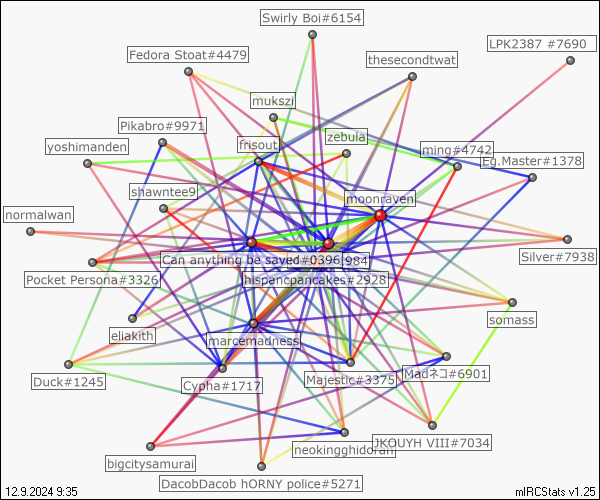 Swirly Boi#6154
LPK2387 #7690
Fedora Stoat#4479
thesecondtwat
mukszi
Pikabro#9971
zebula
yoshimanden
frisout
ming#4742
Eg.Master#1378
shawntee9
moonraven
normalwan
Silver#7938
Can anything be saved#0396
984
Pocket Persona#3326
hispancpancakes#2928
eliakith
somass
marcemadness
Duck#1245
Cypha#1717
Majestic#3375
Madネコ#6901
JKOUYH VIII#7034
neokingghidorah
bigcitysamurai
DacobDacob hORNY police#5271
12.9.2024 9:35
mIRCStats v1.25